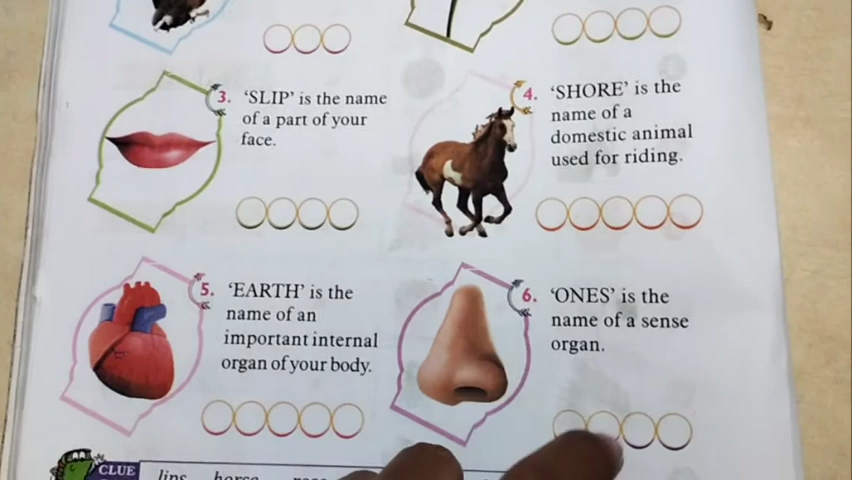 3. 'SLIP' is the name
of a part of your
face.
4. 'SHORE' is the
name of a
domestic animal
used for riding.
5. 'EARTH' is the
name of an
important internal
organ of your body.
6. 'ONES' is the
name of a sense
organ.
CLUE
lips horse